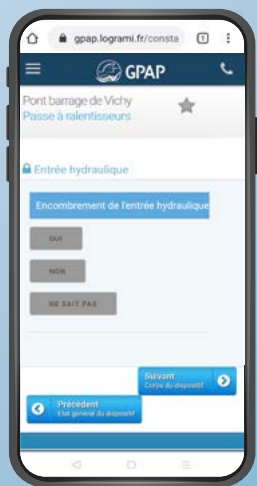 gpap.logrami.fr/consta
1
GPAP
Pont barrage de Vichy
Passe à ralentisseurs
Entrée hydraulique
Encombrement de l'entrée hydraulique
OUI
NON
NE SAIT PAS
Suivant
Corps du dispositif
Précédent
Etat général du dispositif